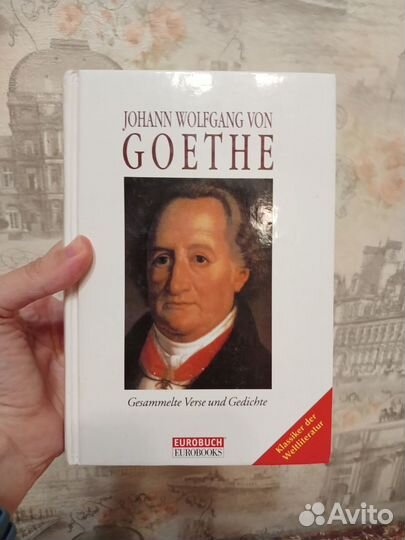 JOHANN WOLFGANG VON
GOETHE
Gesammelte Verse und Gedichte
EUROBUCH
EUROBOOKS
Klassiker der
Weltliteratur
Avito